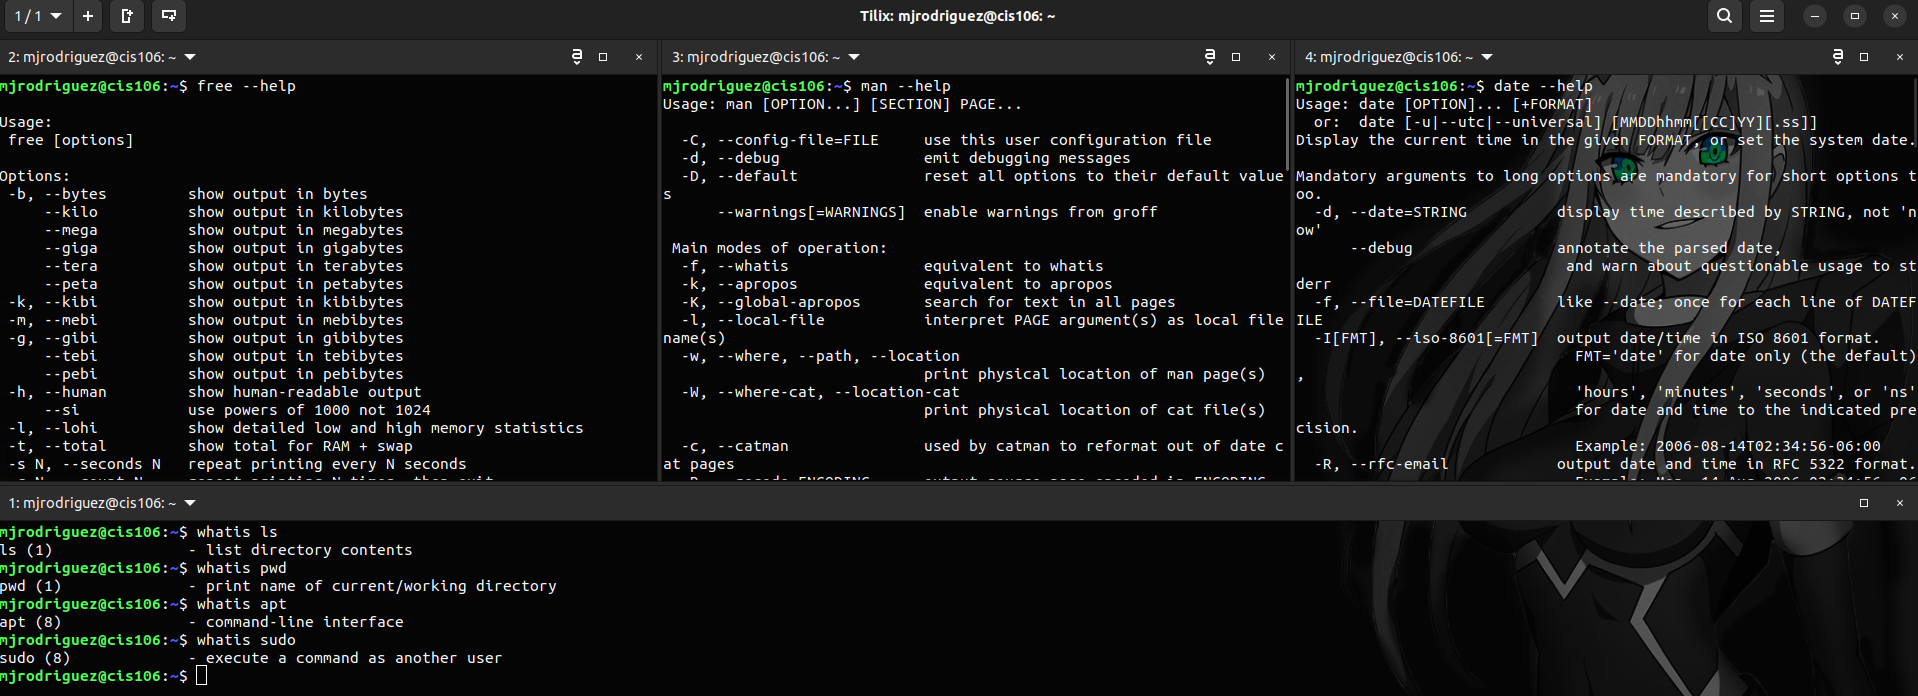 1 / 1
Tilix: mjrodriguez@cis106: ~
2: mjrodriguez@cis106: ~
mjrodriguez@cis106:~$ free --help
Usage:
 free [options]
Options:
 -b, --bytes         show output in bytes
     --kilo          show output in kilobytes
     --mega          show output in megabytes
     --giga          show output in gigabytes
     --tera          show output in terabytes
     --peta          show output in petabytes
 -k, --kibi          show output in kibibytes
 -m, --mebi          show output in mebibytes
 -g, --gibi          show output in gibibytes
     --tebi          show output in tebibytes
     --pebi          show output in pebibytes
 -h, --human         show human-readable output
     --si            use powers of 1000 not 1024
 -l, --lohi          show detailed low and high memory statistics
 -t, --total         show total for RAM + swap
 -s N, --seconds N   repeat printing every N seconds
3: mjrodriguez@cis106: ~
mjrodriguez@cis106:~$ man --help
Usage: man [OPTION...] [SECTION] PAGE...
  -C, --config-file=FILE     use this user configuration file
  -d, --debug                emit debugging messages
  -D, --default              reset all options to their default value
s
      --warnings[=WARNINGS]  enable warnings from groff
 Main modes of operation:
  -f, --whatis               equivalent to whatis
  -k, --apropos              equivalent to apropos
  -K, --global-apropos       search for text in all pages
  -l, --local-file           interpret PAGE argument(s) as local file
name(s)
  -w, --where, --path, --location
                             print physical location of man page(s)
  -W, --where-cat, --location-cat
                             print physical location of cat file(s)
  -c, --catman               used by catman to reformat out of date c
at pages
4: mjrodriguez@cis106: ~
mjrodriguez@cis106:~$ date --help
Usage: date [OPTION]... [+FORMAT]
  or:  date [-u|--utc|--universal] [MMDDhhmm[[CC]YY][.ss]]
Display the current time in the given FORMAT, or set the system date.
Mandatory arguments to long options are mandatory for short options t
oo.
  -d, --date=STRING          display time described by STRING, not 'n
ow'
      --debug                annotate the parsed date,
                              and warn about questionable usage to st
derr
  -f, --file=DATEFILE        like --date; once for each line of DATEF
ILE
  -I[FMT], --iso-8601[=FMT]  output date/time in ISO 8601 format.
                               FMT='date' for date only (the default)
,
                               'hours', 'minutes', 'seconds', or 'ns'
                               for date and time to the indicated pre
cision.
                               Example: 2006-08-14T02:34:56-06:00
  -R, --rfc-email            output date and time in RFC 5322 format.
1: mjrodriguez@cis106: ~
mjrodriguez@cis106:~$ whatis ls
ls (1)               - list directory contents
mjrodriguez@cis106:~$ whatis pwd
pwd (1)              - print name of current/working directory
mjrodriguez@cis106:~$ whatis apt
apt (8)              - command-line interface
mjrodriguez@cis106:~$ whatis sudo
sudo (8)             - execute a command as another user
mjrodriguez@cis106:~$